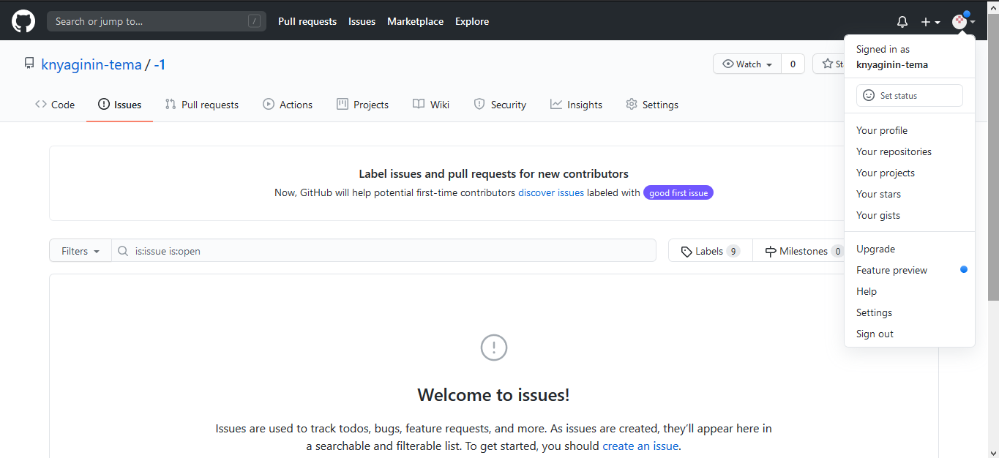 Search or jump to... / Pull requests Issues Marketplace Explore
knyaginin-tema / -1 Watch 0
Signed in as
knyaginin-tema
Set status
Code Issues Pull requests Actions Projects Wiki Security Insights Settings
Your profile
Your repositories
Your projects
Your stars
Your gists
Upgrade
Feature preview
Help
Settings
Sign out
Label issues and pull requests for new contributors
Now, GitHub will help potential first-time contributors discover issues labeled with good first issue
Filters is:issue is:open Labels 9 Milestones 0
Welcome to issues!
Issues are used to track todos, bugs, feature requests, and more. As issues are created, they’ll appear here in
a searchable and filterable list. To get started, you should create an issue.